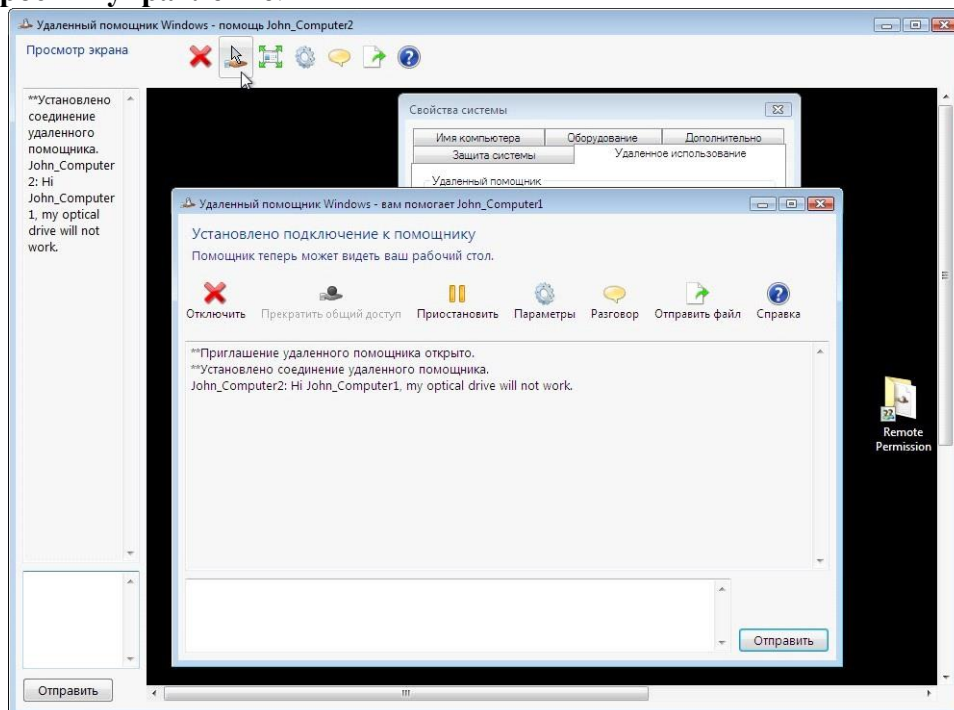 Удаленный помощник Windows - помощь John_Computer2
Просмотр экрана
**Установлено
соединение
удаленного
помощника.
John_Computer
2: Hi
John_Computer
1, my optical
drive will not
work.
Отправить
Свойства системы
Имя компьютера
Оборудование
Дополнительно
Защита системы
Удаленное использование
Удаленный помощник
Удаленный помощник Windows - вам помогает John_Computer1
Установлено подключение к помощнику
Помощник теперь может видеть ваш рабочий стол.
Отключить
Прекратить общий доступ
Приостановить
Параметры
Разговор
Отправить файл
Справка
**Приглашение удаленного помощника открыто.
**Установлено соединение удаленного помощника.
John_Computer2: Hi John_Computer1, my optical drive will not work.
Отправить
Remote
Permission